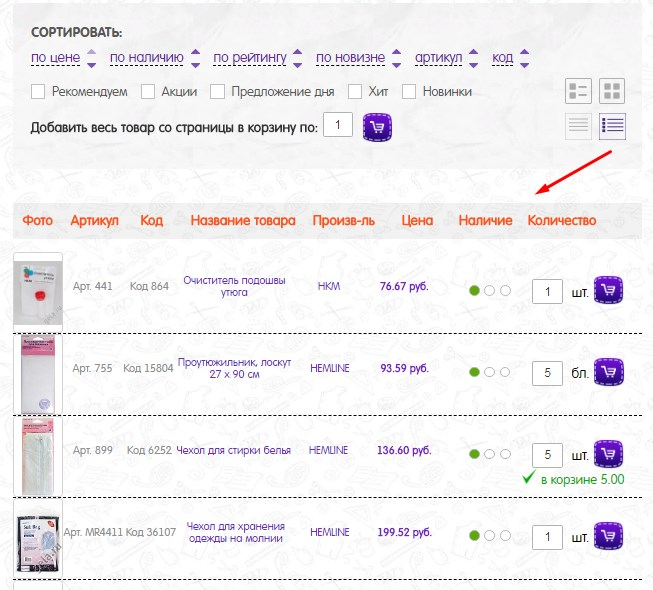 СОРТИРОВАТЬ:
по цене по наличию по рейтингу по новизне артикул код
Рекомендуем Акции Предложение дня Хит Новинки
Добавить весь товар со страницы в корзину по: 1
Фото Артикул Код Название товара Произв-ль Цена Наличие Количество
Арт. 441 Код 864 Очиститель подошвы утюга НКМ 76.67 руб. 1 шт.
Арт. 755 Код 15804 Проутюжильник, лоскут 27 x 90 см HEMLINE 93.59 руб. 5 бл.
Арт. 899 Код 6252 Чехол для стирки белья HEMLINE 136.60 руб. 5 шт.
в корзине 5.00
Арт. MR4411 Код 36107 Чехол для хранения одежды на молнии HEMLINE 199.52 руб. 1 шт.